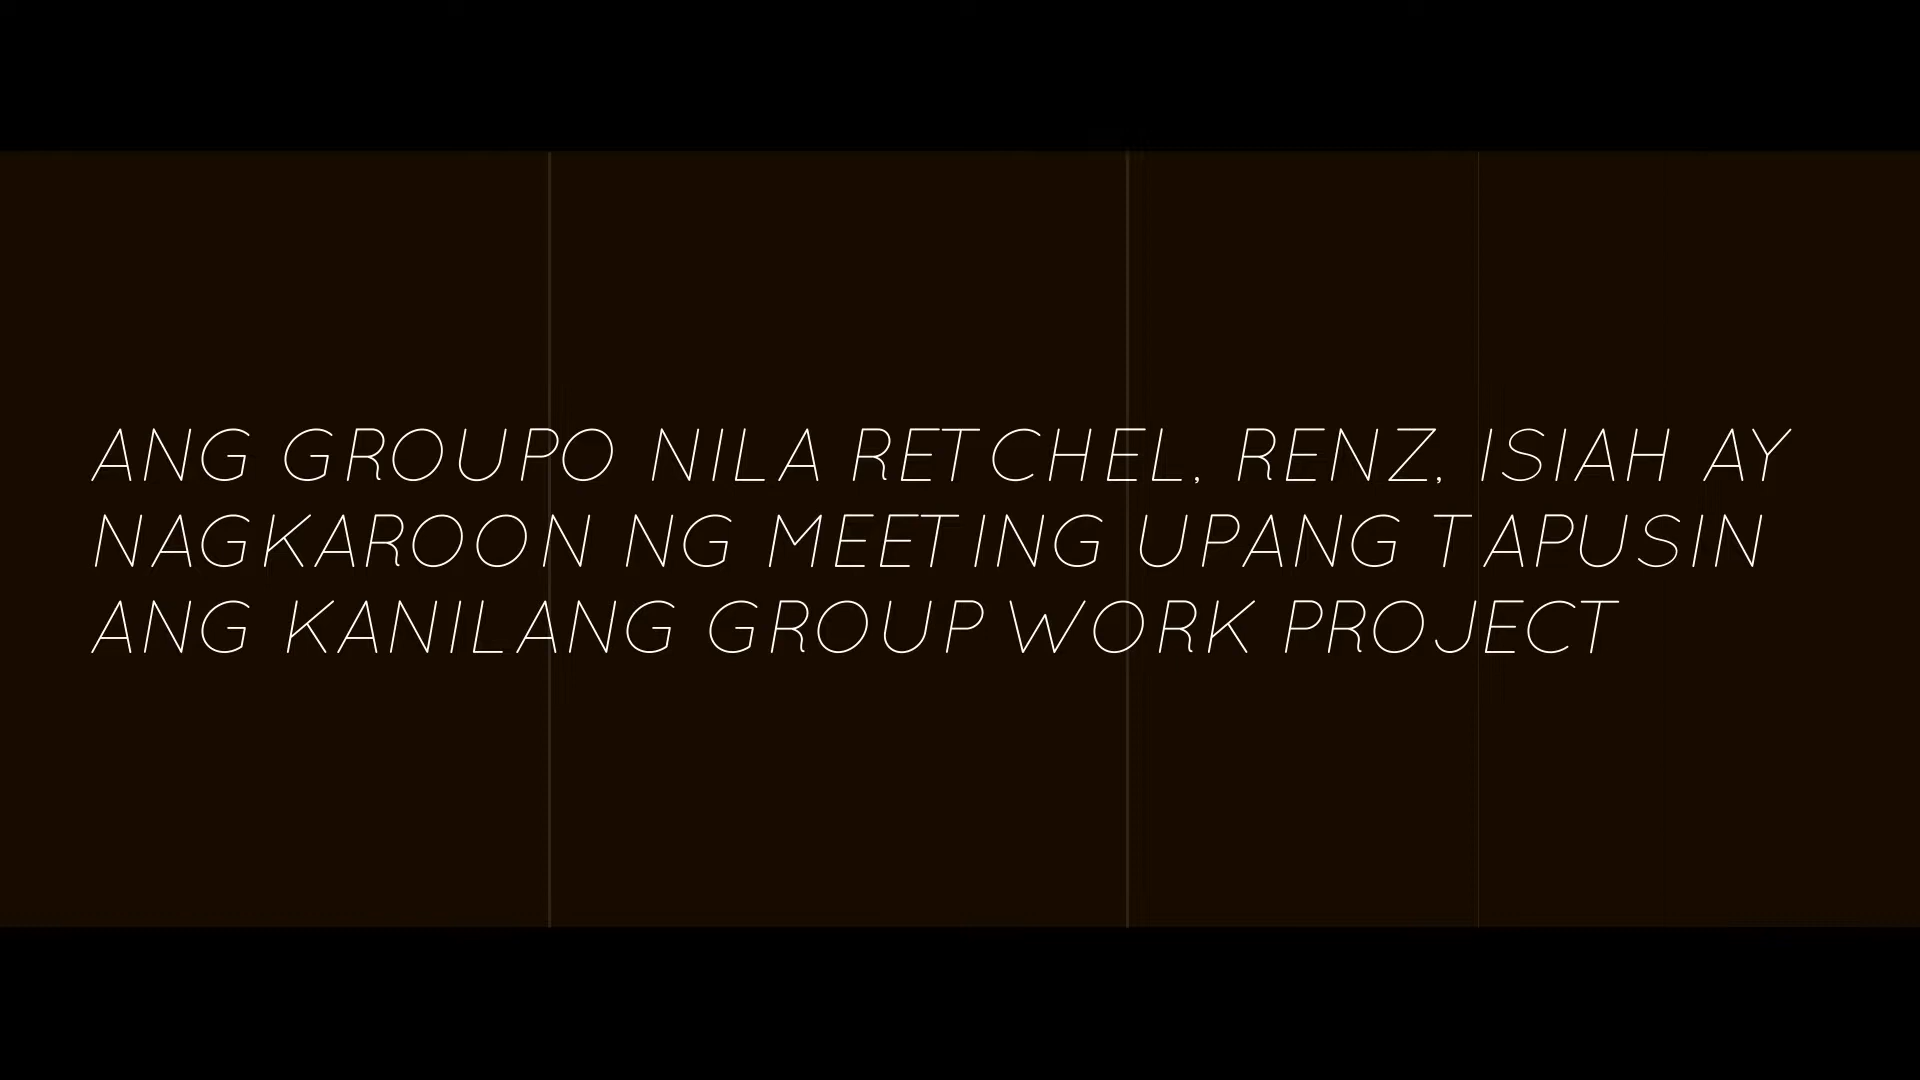 ANG GROUPO NILA RETCHEL, RENZ, ISIAH AY
NAGKAROON NG MEETING UPANG TAPUSIN
ANG KANILANG GROUP WORK PROJECT